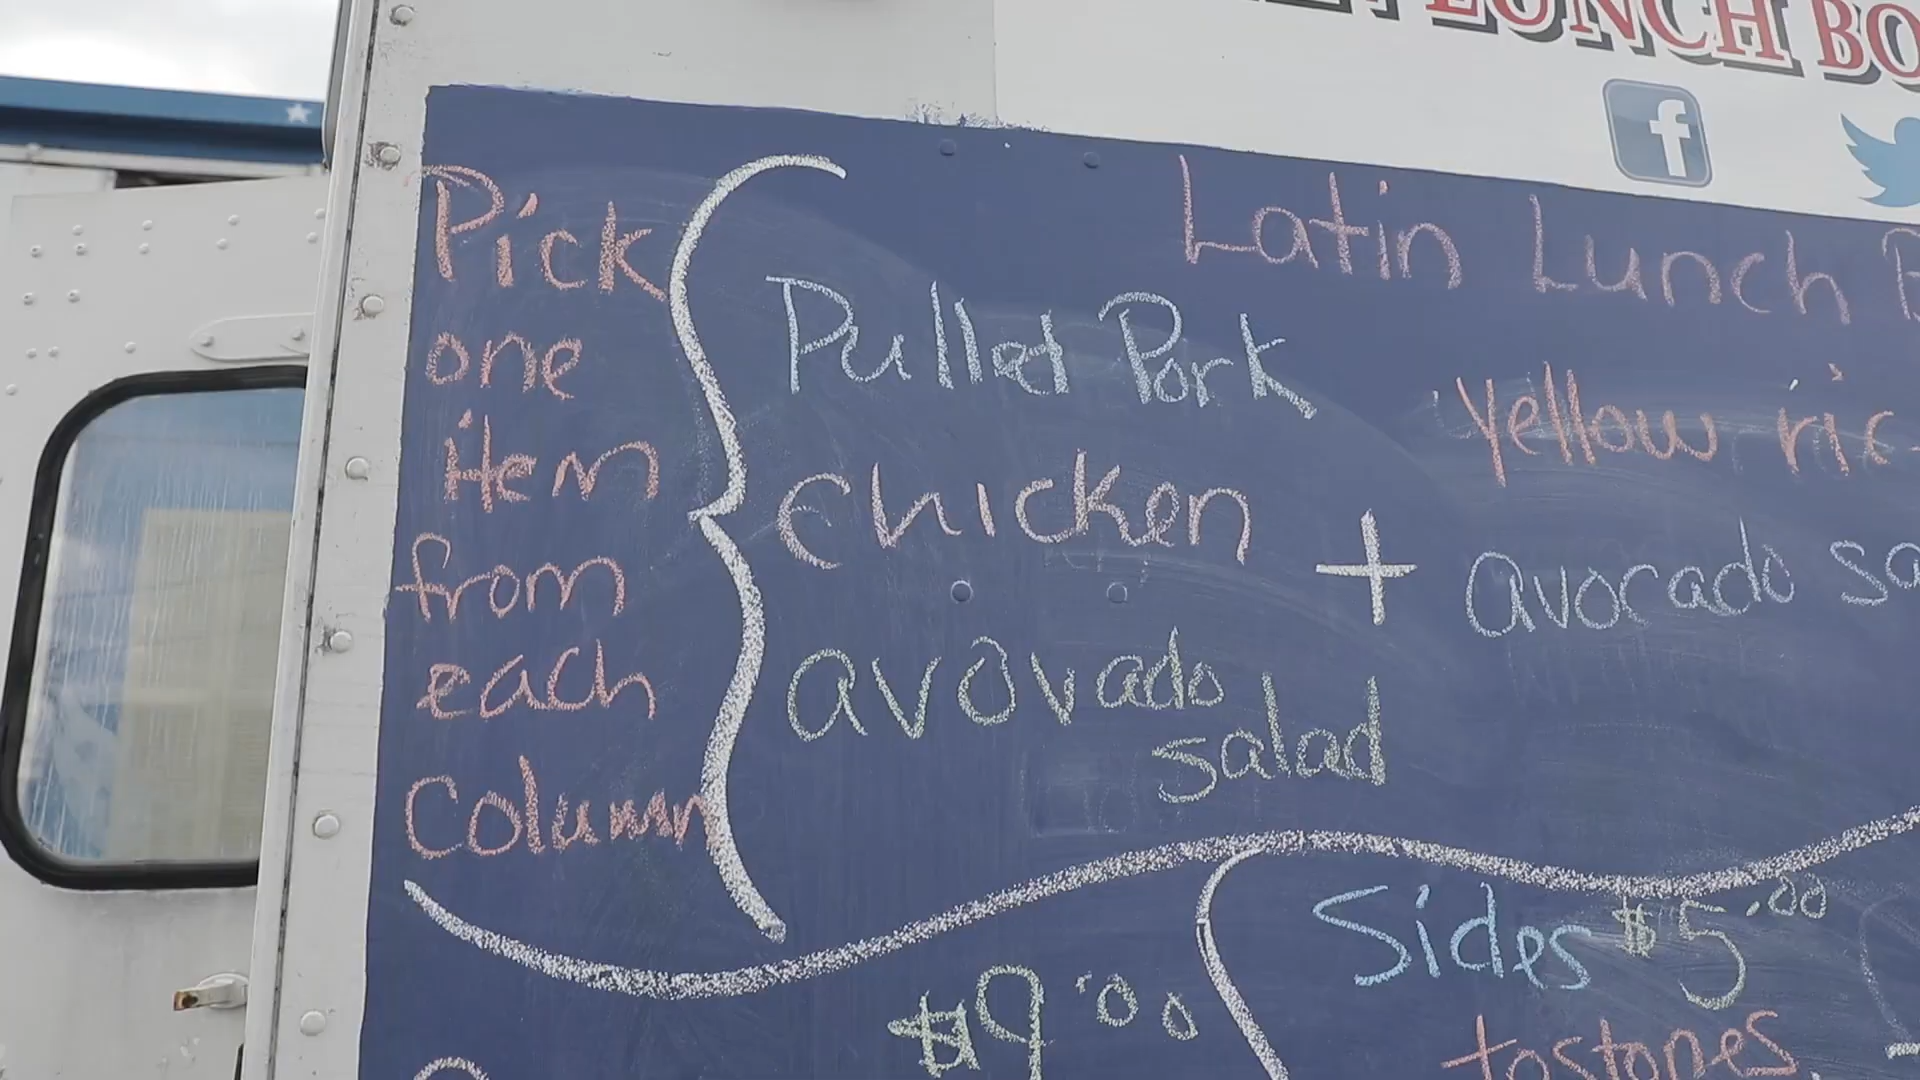 LUNCH BO
f
Latin Lunch B
Pick
one
item
from
each
Column
Pullet Pork
chicken
avovado
salad
+
Yellow ric
avocado sa
Sides $5.00
tostones
$9.00